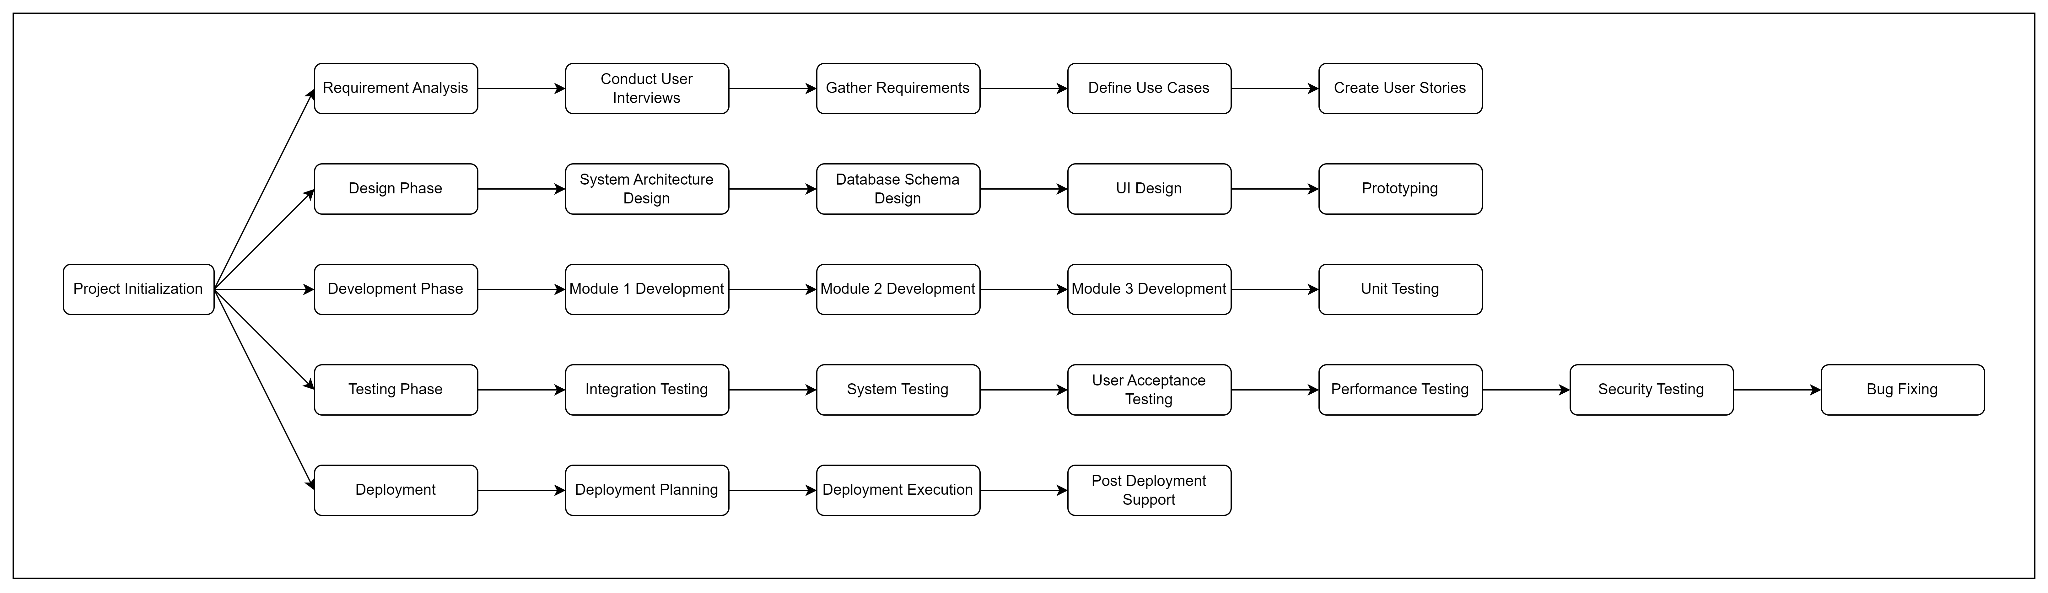 Requirement Analysis
Conduct User
Interviews
Gather Requirements
Define Use Cases
Create User Stories
Design Phase
System Architecture
Design
Database Schema
Design
UI Design
Prototyping
Project Initialization
Development Phase
Module 1 Development
Module 2 Development
Module 3 Development
Unit Testing
Testing Phase
Integration Testing
System Testing
User Acceptance
Testing
Performance Testing
Security Testing
Bug Fixing
Deployment
Deployment Planning
Deployment Execution
Post Deployment
Support